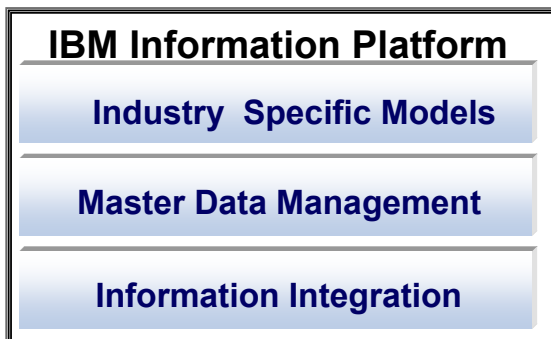 IBM Information Platform
Industry Specific Models
Master Data Management
Information Integration